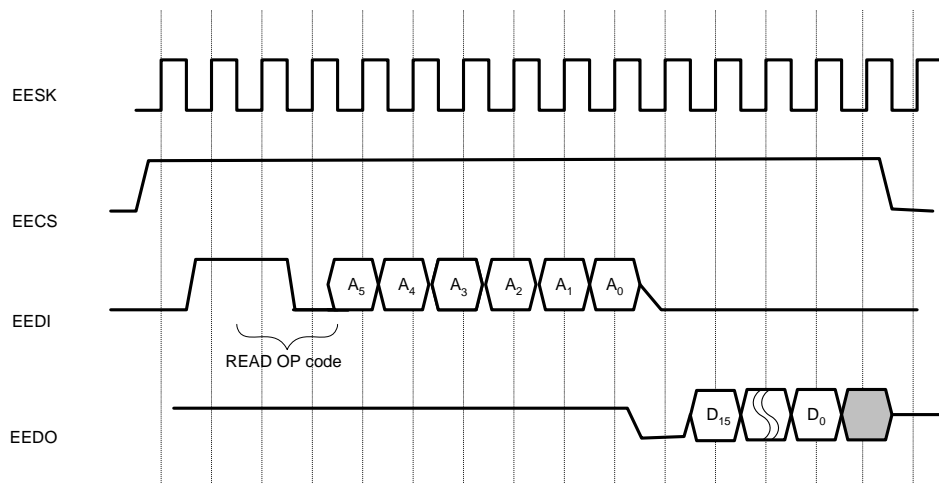 EESK
EECS
EEDI
A5 A4 A3 A2 A1 A0
READ OP code
EEDO
D15 D0